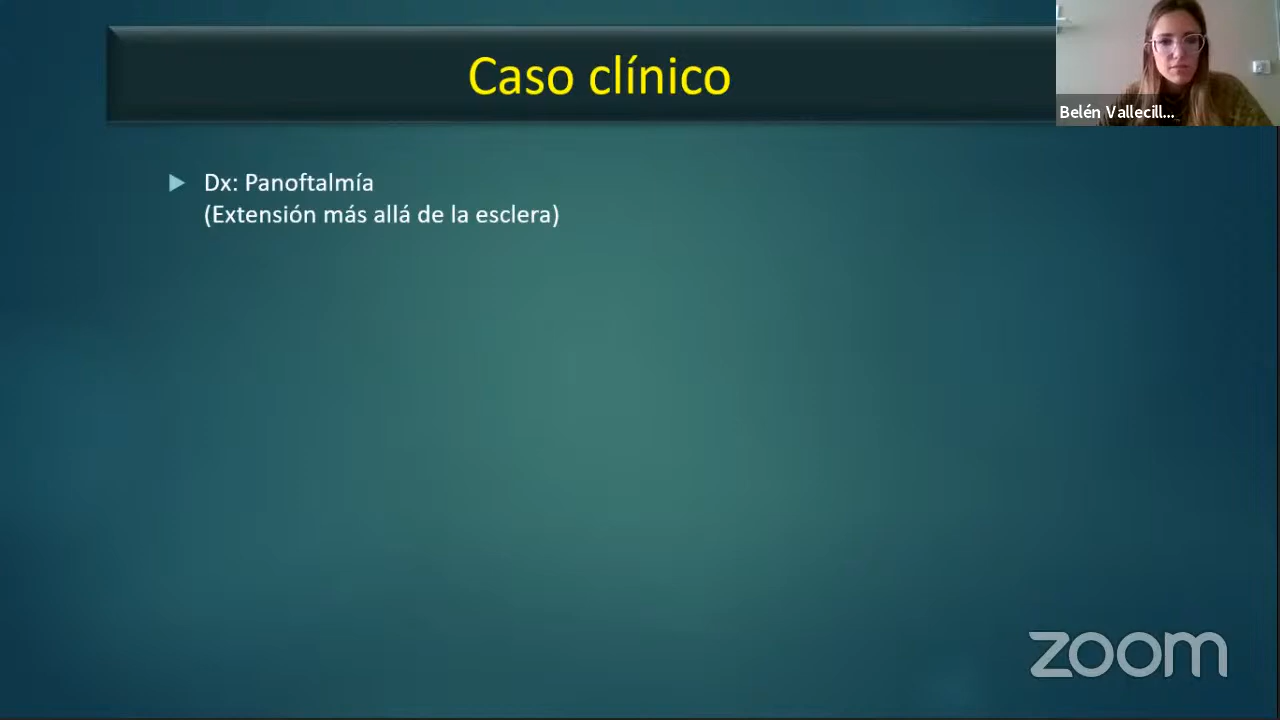 Caso clínico
Belén Vallecill...
Dx: Panoftalmía
(Extensión más allá de la esclera)
zoom